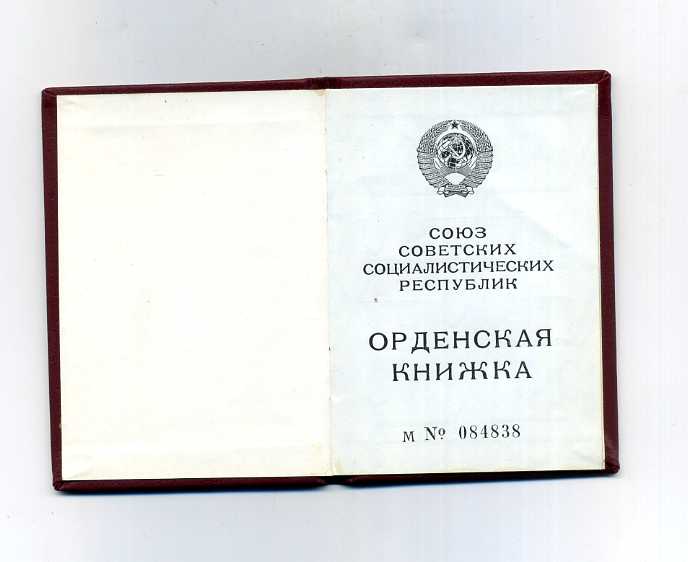 СОЮЗ
СОВЕТСКИХ
СОЦИАЛИСТИЧЕСКИХ
РЕСПУБЛИК
ОРДЕНСКАЯ
КНИЖКА
М № 084838